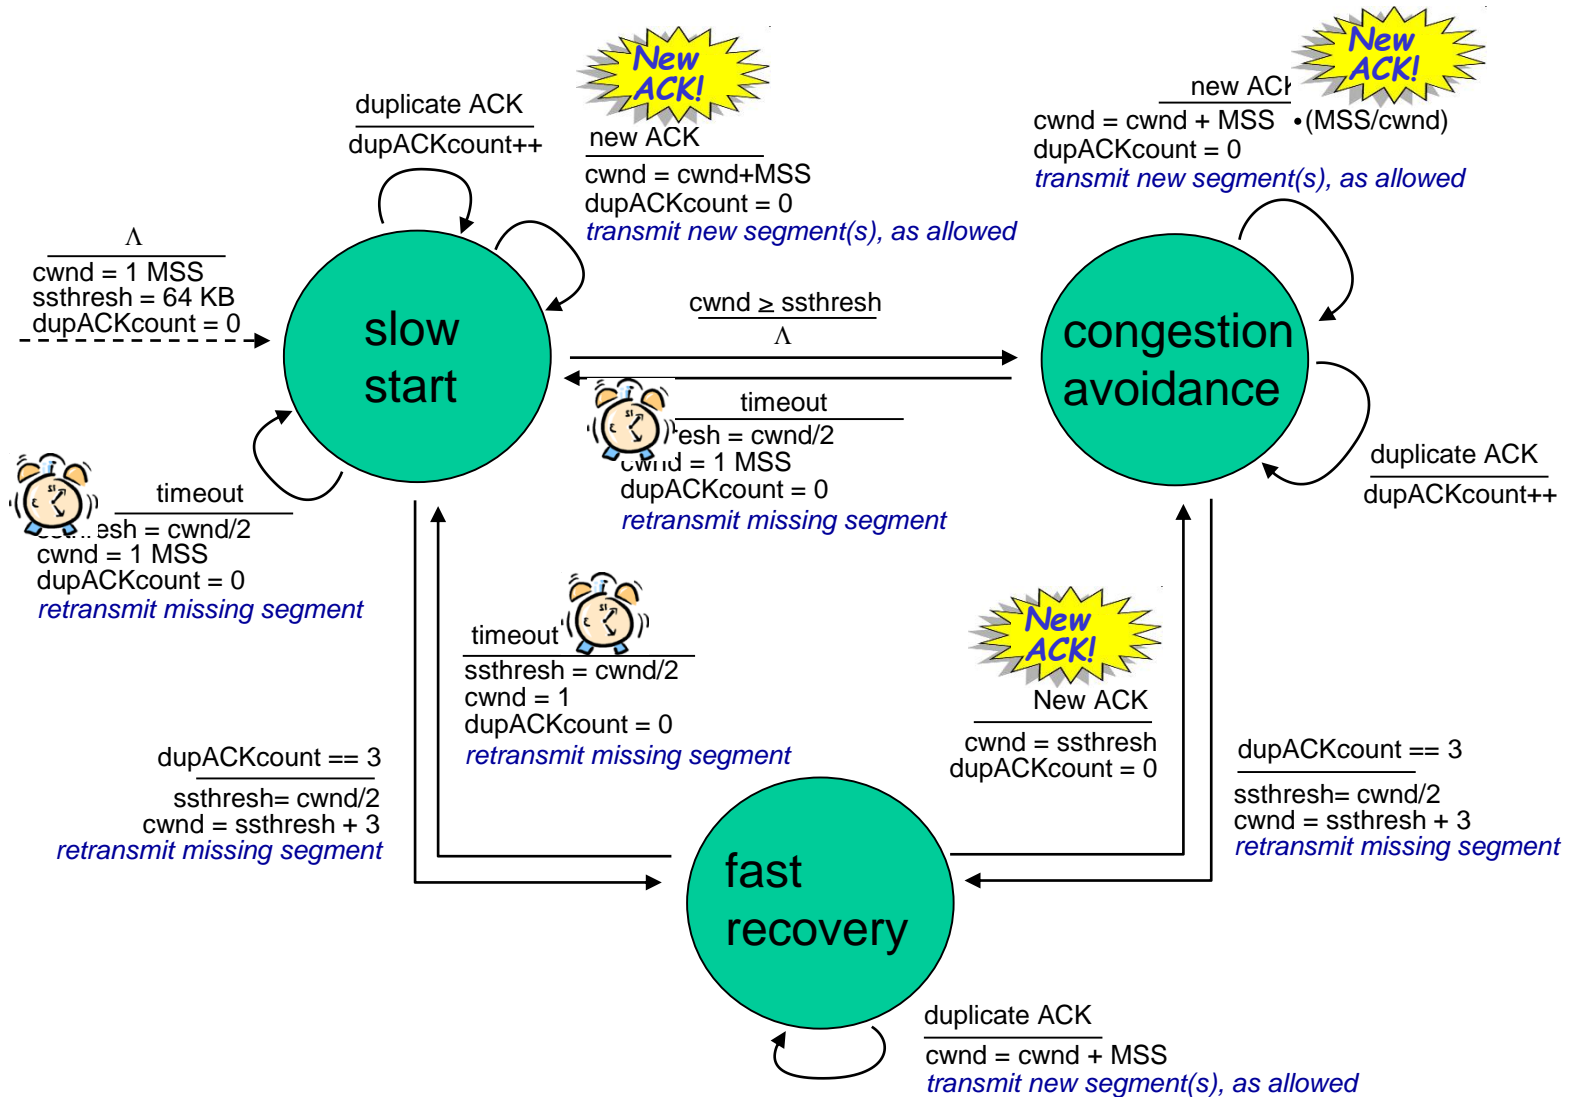 New
ACK!
duplicate ACK
dupACKcount++
new ACK
cwnd = cwnd+MSS
dupACKcount = 0
transmit new segment(s), as allowed
New
ACK!
new
cwnd = cwnd + MSS •(MSS/cwnd)
dupACKcount = 0
transmit new segment(s), as allowed
Λ
cwnd = 1 MSS
ssthresh = 64 KB
dupACKcount = 0
slow
start
cwnd ≥ ssthresh
Λ
congestion
avoidance
timeout
= cwnd/2
cwnd = 1 MSS
dupACKcount = 0
retransmit missing segment
duplicate ACK
dupACKcount++
timeout
= cwnd/2
cwnd = 1 MSS
dupACKcount = 0
retransmit missing segment
timeout
ssthresh = cwnd/2
cwnd = 1
dupACKcount = 0
retransmit missing segment
New
ACK!
New ACK
cwnd = ssthresh
dupACKcount = 0
dupACKcount == 3
ssthresh= cwnd/2
cwnd = ssthresh + 3
retransmit missing segment
dupACKcount == 3
ssthresh= cwnd/2
cwnd = ssthresh + 3
retransmit missing segment
fast
recovery
duplicate ACK
cwnd = cwnd + MSS
transmit new segment(s), as allowed